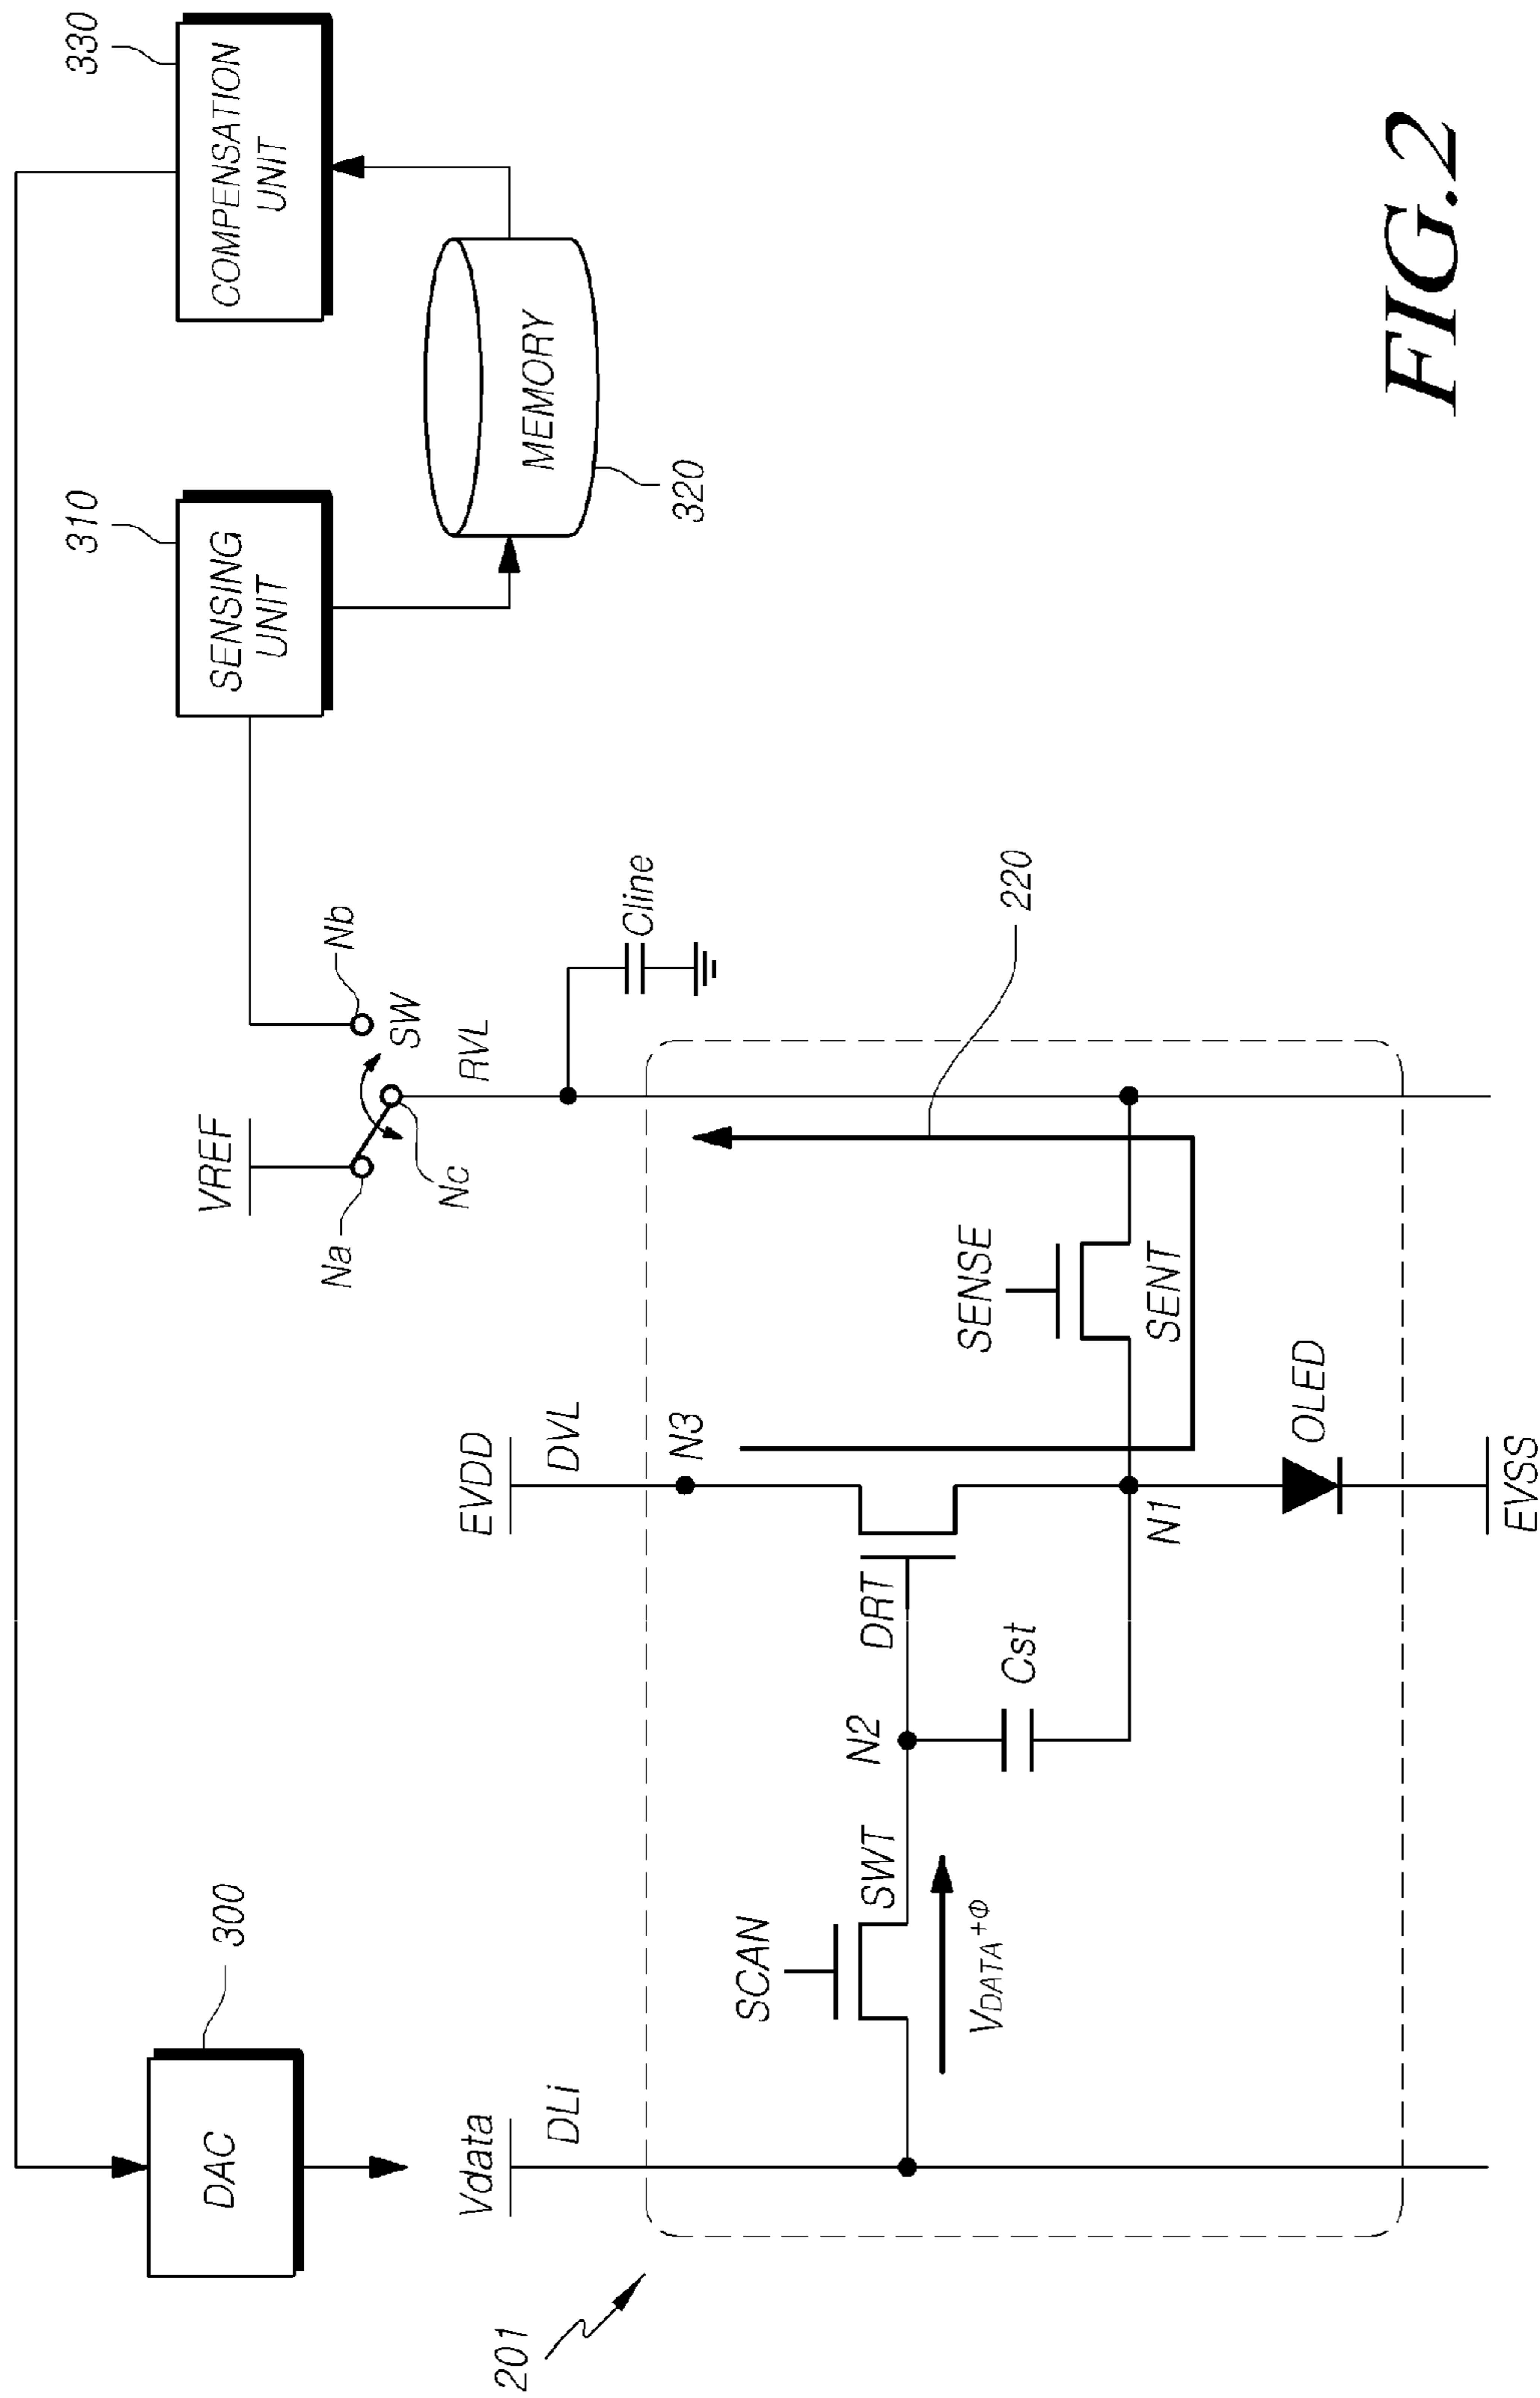 300
310
330
DAC
SENSING
UNIT
COMPENSATION
UNIT
MEMORY
320
VREF
Na
Nb
Nc
SW
RVL
Cline
201
Vdata
DLi
EVDD
DVL
N3
SCAN
SWT
VDATA+Φ
N2
DRT
Cst
N1
SENSE
SENT
220
OLED
EVSS
FIG.2